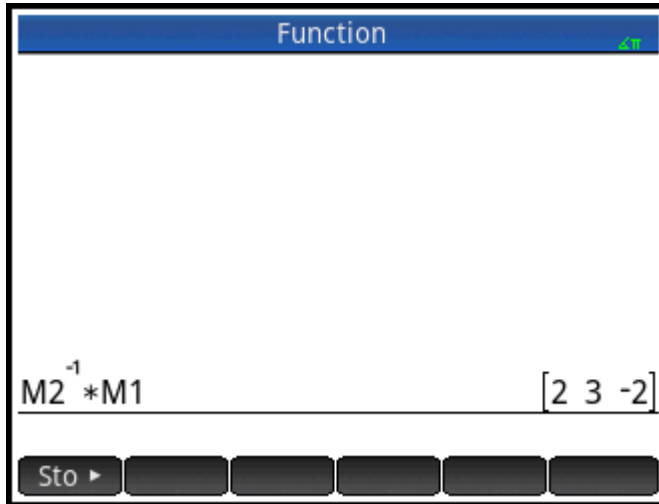 Function
∡π
M2⁻¹*M1
[2 3 -2]
Sto ►